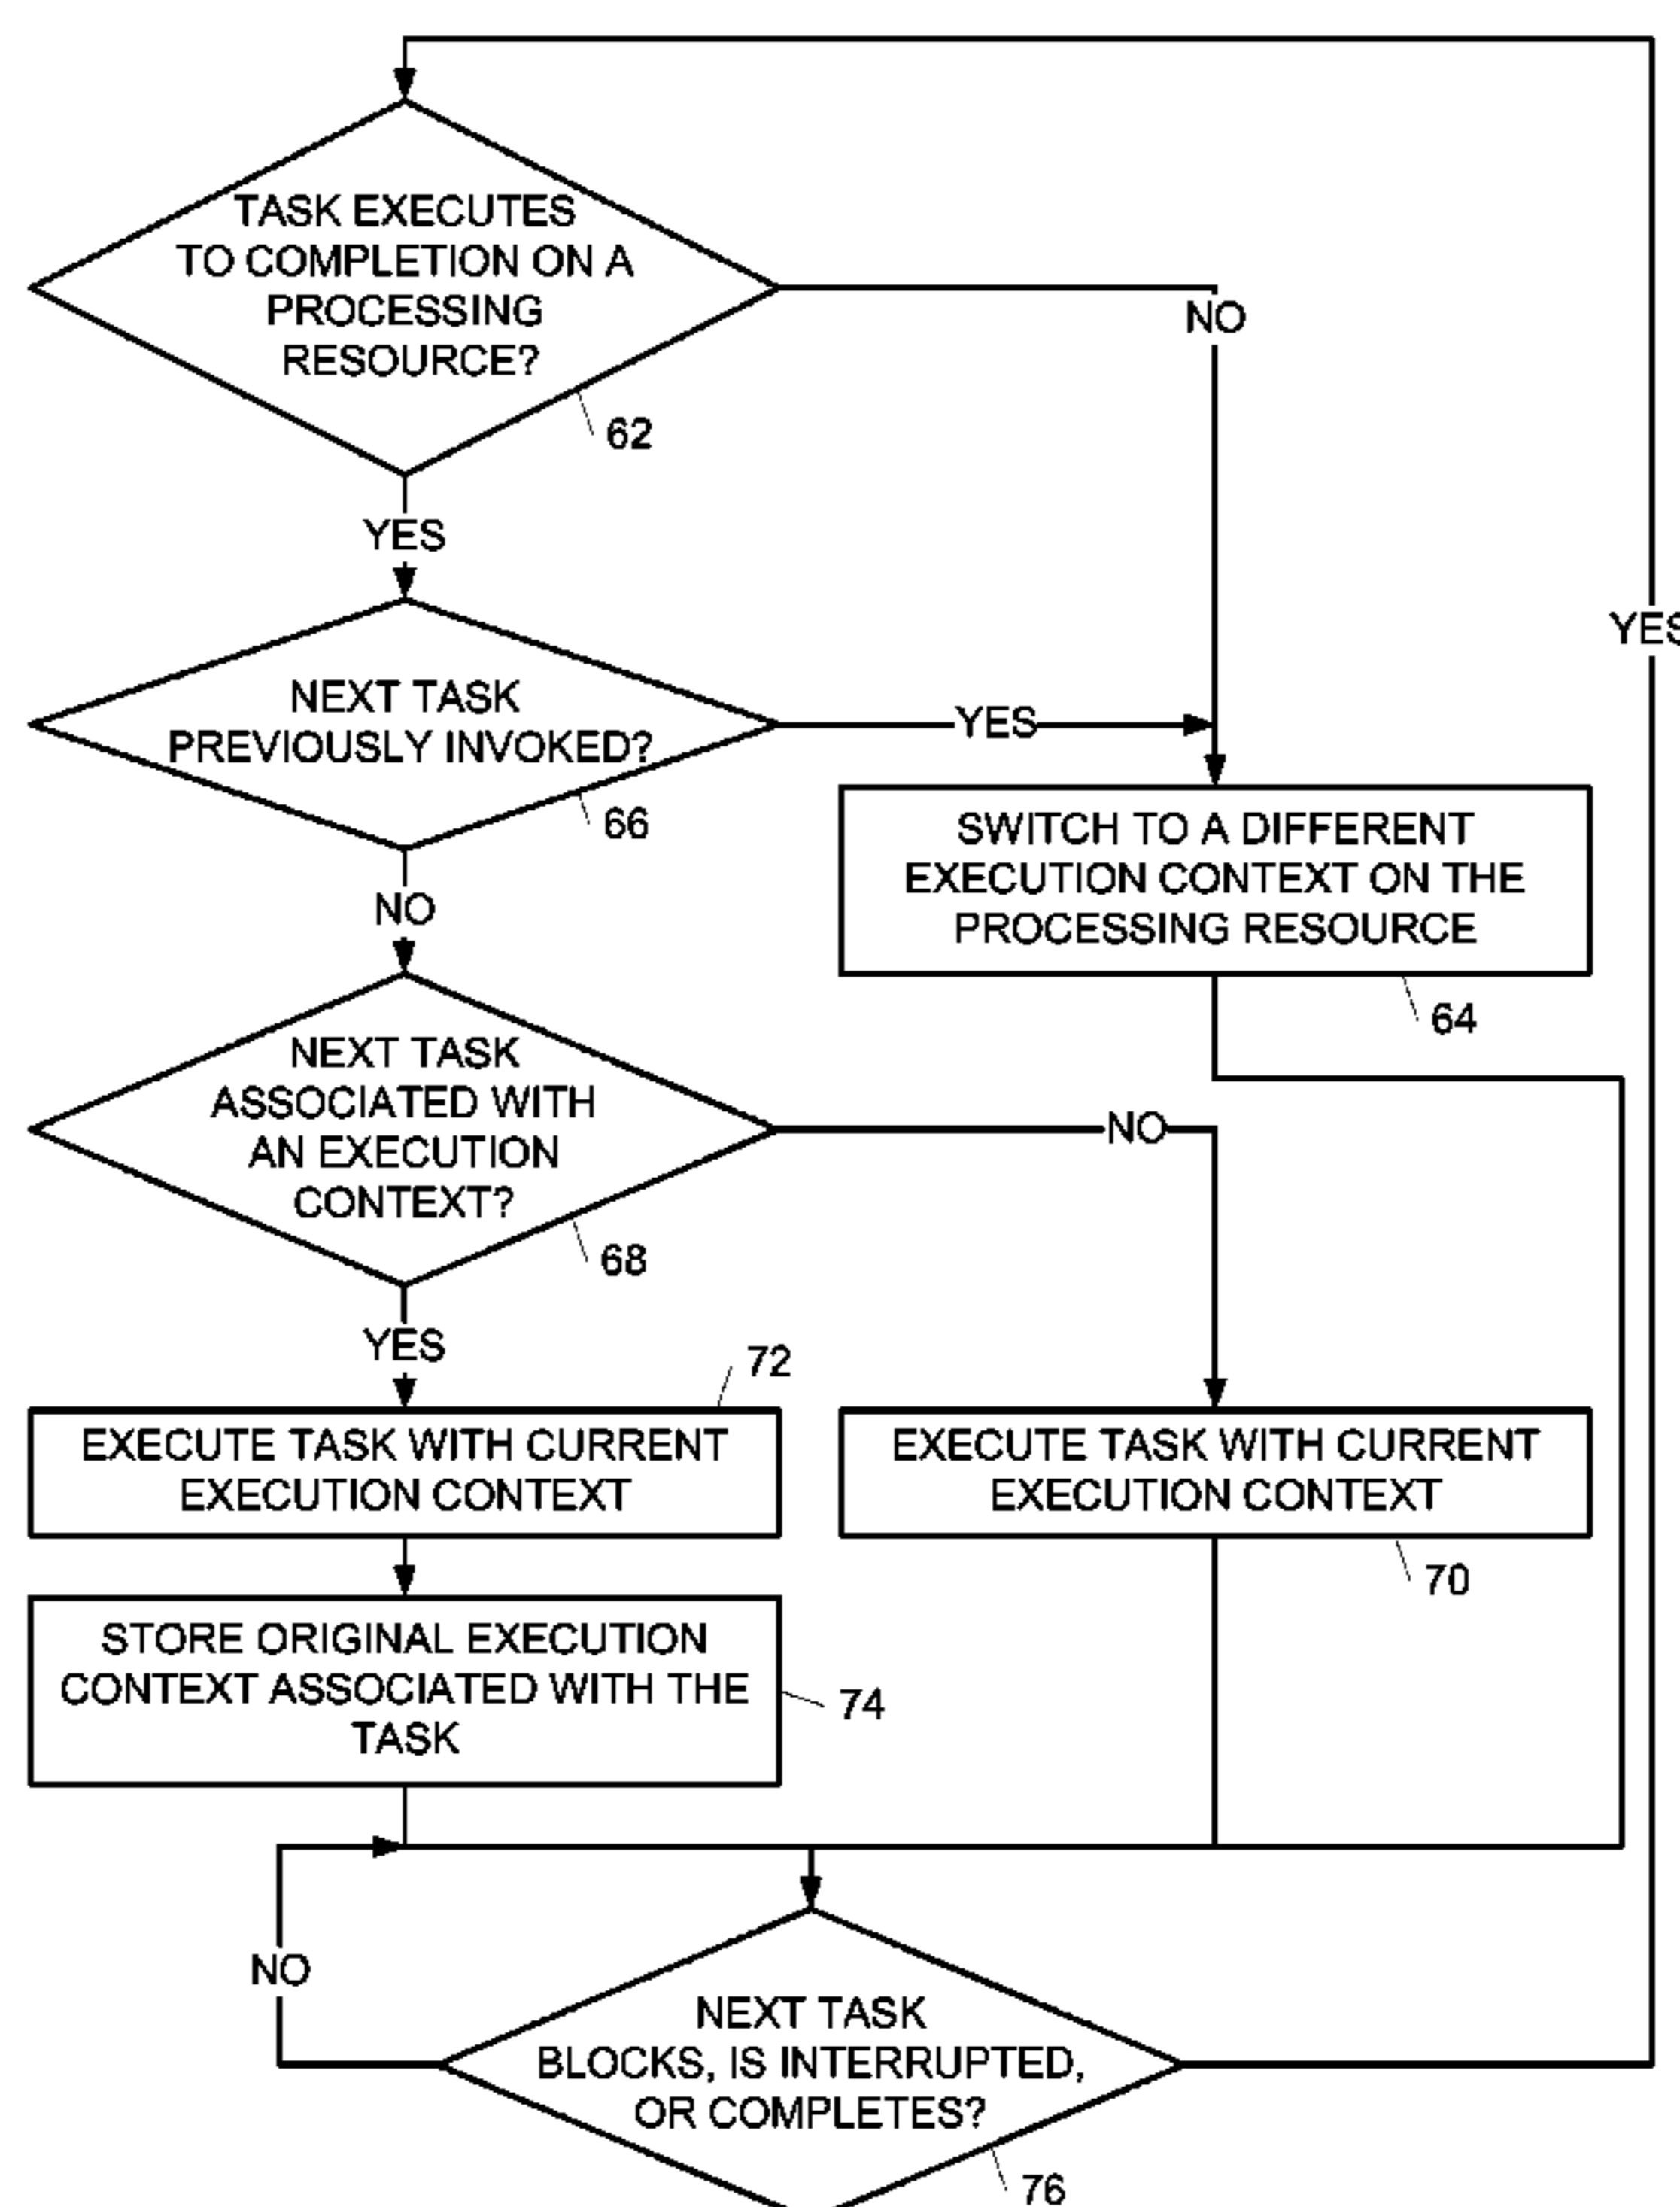 TASK EXECUTES
TO COMPLETION ON A
PROCESSING
RESOURCE?
62
NO
YES
NEXT TASK
PREVIOUSLY INVOKED?
66
YES
YES
SWITCH TO A DIFFERENT
EXECUTION CONTEXT ON THE
PROCESSING RESOURCE
64
NO
NEXT TASK
ASSOCIATED WITH
AN EXECUTION
CONTEXT?
68
NO
YES
72
EXECUTE TASK WITH CURRENT
EXECUTION CONTEXT
EXECUTE TASK WITH CURRENT
EXECUTION CONTEXT
70
STORE ORIGINAL EXECUTION
CONTEXT ASSOCIATED WITH THE
TASK
74
NO
NEXT TASK
BLOCKS, IS INTERRUPTED,
OR COMPLETES?
76